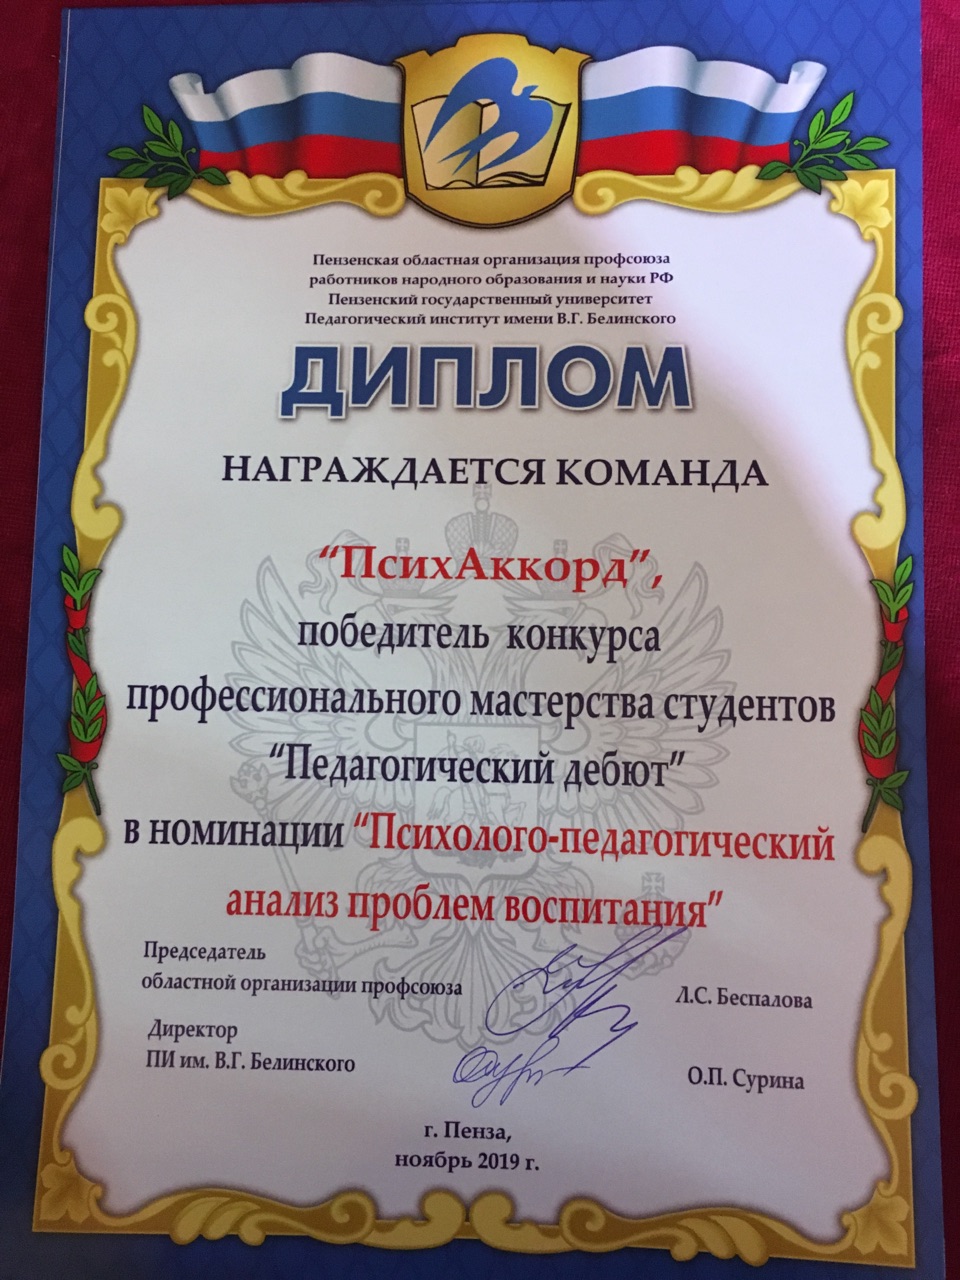 Пензенская областная организация профсоюза
работников народного образования и науки РФ
Пензенский государственный университет
Педагогический институт имени В.Г. Белинского
ДИПЛОМ
НАГРАЖДАЕТСЯ КОМАНДА
“ПсихАккорд”,
победитель конкурса
профессионального мастерства студентов
“Педагогический дебют”
в номинации “Психолого-педагогический
анализ проблем воспитания”
Председатель
областной организации профсоюза
Л.С. Беспалова
Директор
ПИ им. В.Г. Белинского
О.П. Сурина
г. Пенза,
ноябрь 2019 г.